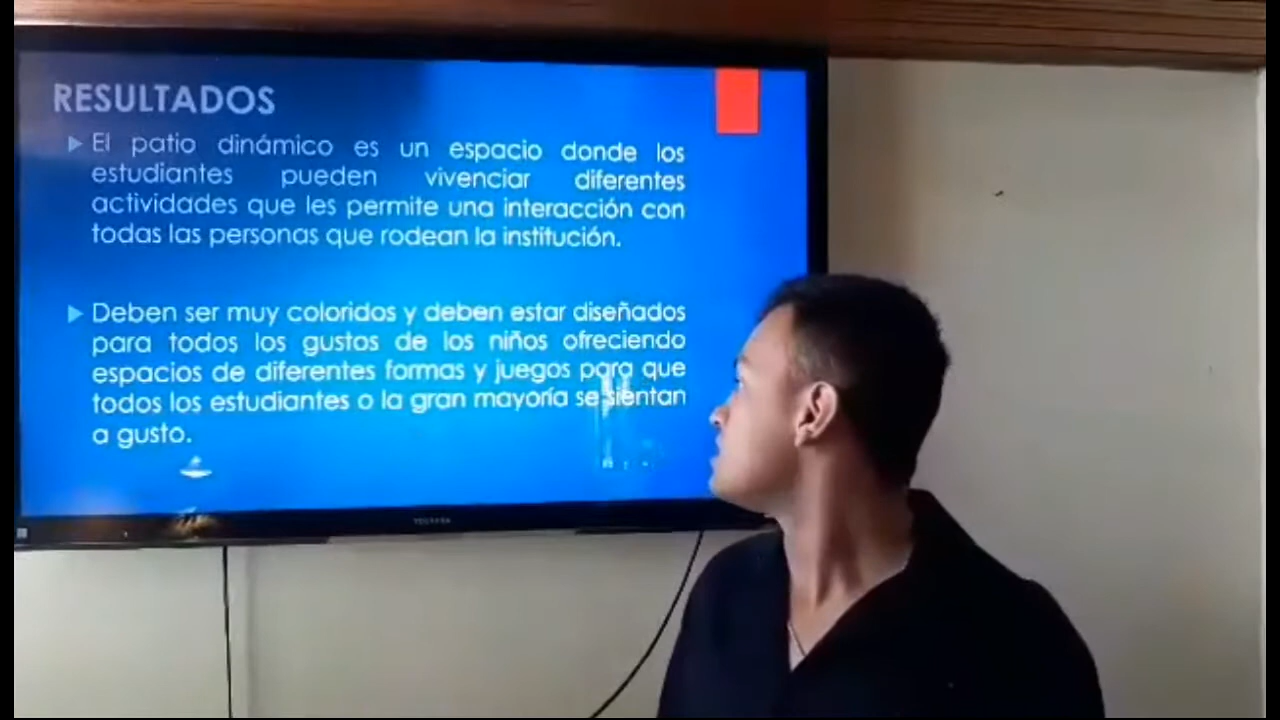 RESULTADOS
El patio dinámico es un espacio donde los
estudiantes pueden vivenciar diferentes
actividades que les permite una interacción con
todas las personas que rodean la institución.
Deben ser muy coloridos y deben estar diseñados
para todos los gustos de los niños ofreciendo
espacios de diferentes formas y juegos para que
todos los estudiantes o la gran mayoría se sientan
a gusto.